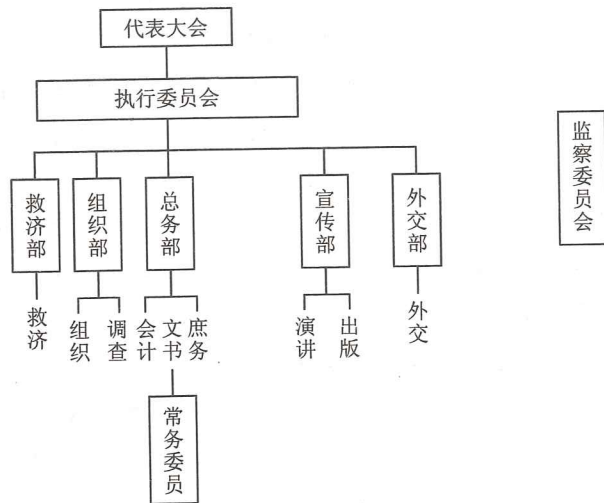 代表大会
执行委员会
监察委员会
救济部
组织部
总务部
宣传部
外交部
救济
组织
调查
会计
文书
庶务
演讲
出版
外交
常务委员